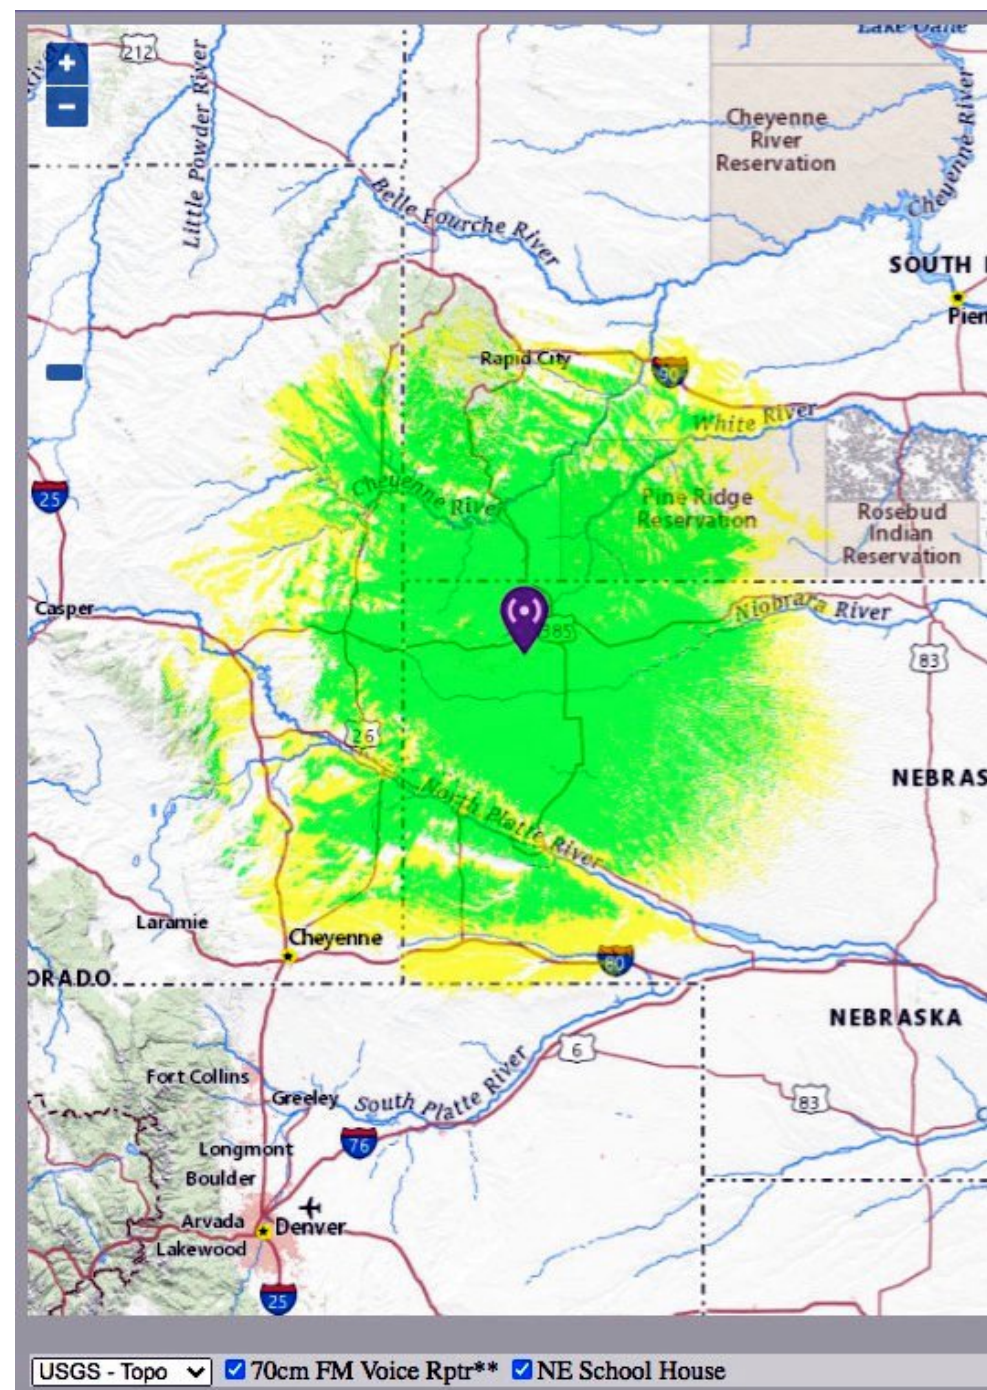 Lake Oahe
212
Little Powder River
+
−
Cheyenne
River
Reservation
Cheyenne River
Belle Fourche River
SOUTH
Rapid City
90
White River
Cheyenne River
25
Pine Ridge
Reservation
Rosebud
Indian
Reservation
Casper
Niobrara River
385
83
26
NEBRAS
North Platte River
Laramie
Cheyenne
80
ORADO
NEBRASKA
6
Fort Collins
Greeley
South Platte River
83
76
Longmont
Boulder
Arvada
Denver
Lakewood
25
USGS - Topo
70cm FM Voice Rptr**
NE School House